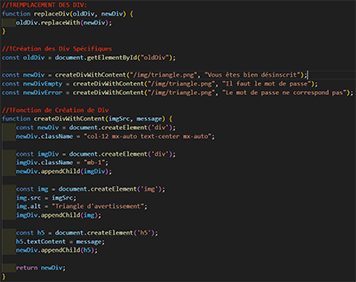 //!REMPLACEMENT DES DIV:
function replaceDiv(oldDiv, newDiv) {
oldDiv.replaceWith(newDiv);
}
//!Création des Div Spécifiques
const oldDiv = document.getElementById("oldDiv");
const newDiv = createDivWithContent("/img/triangle.png", "Vous êtes bien désinscrit");
const newDivEmpty = createDivWithContent("/img/triangle.png", "Il faut le mot de passe");
const newDivError = createDivWithContent("/img/triangle.png", "Le mot de passe ne correspond pas");
//!Fonction de Création de Div
function createDivWithContent(imgSrc, message) {
const newDiv = document.createElement('div');
newDiv.className = "col-12 mx-auto text-center mx-auto";
const imgDiv = document.createElement('div');
imgDiv.className = "mb-1";
newDiv.appendChild(imgDiv);
const img = document.createElement('img');
img.src = imgSrc;
img.alt = "Triangle d'avertissement";
imgDiv.appendChild(img);
const h5 = document.createElement('h5');
h5.textContent = message;
newDiv.appendChild(h5);
return newDiv;
}